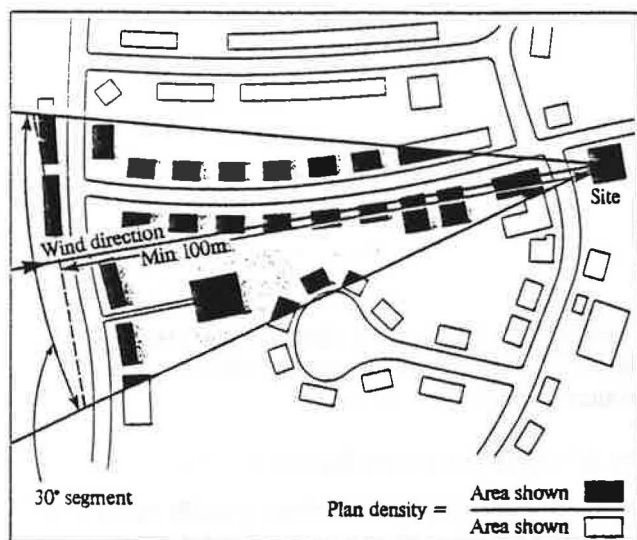 Site
Wind direction
Min 100m
30° segment
Plan density =
Area shown
Area shown